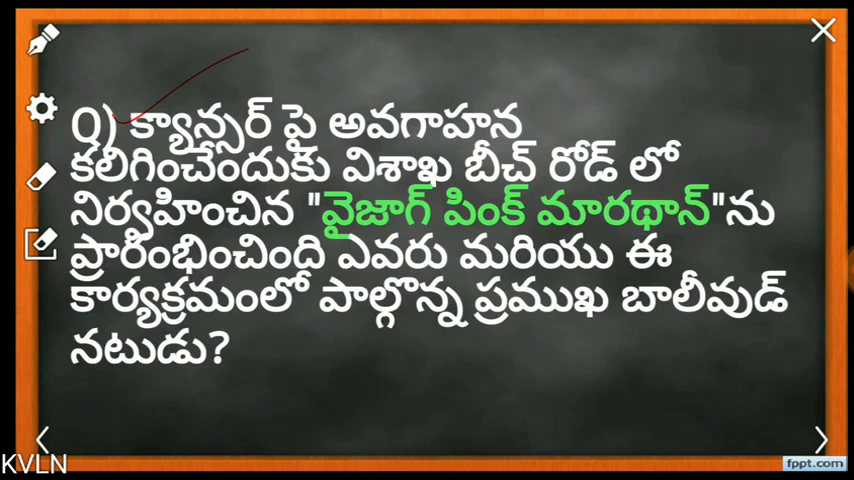 Q) క్యాన్సర్ పై అవగాహన
కలిగించేందుకు విశాఖ బీచ్ రోడ్ లో
నిర్వహించిన "వైజాగ్ పింక్ మారథాన్"ను
ప్రారంభించింది ఎవరు మరియు ఈ
కార్యక్రమంలో పాల్గొన్న ప్రముఖ బాలీవుడ్
నటుడు?
KVLN
fppt.com